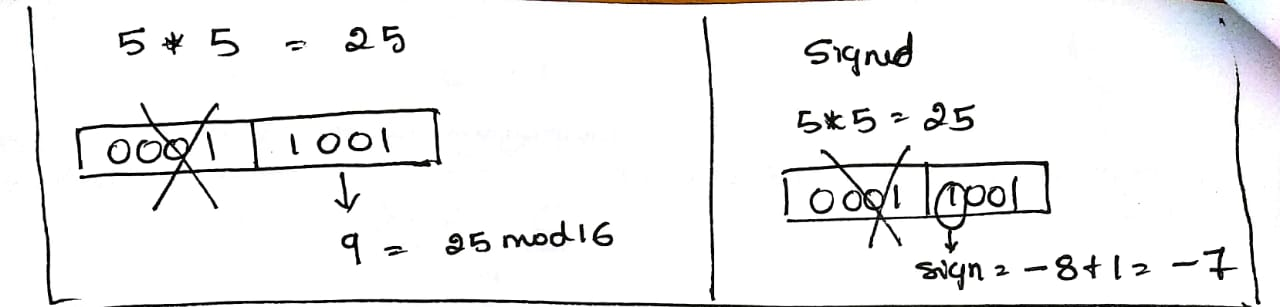 5 * 5 = 25
0001 1001
↓
9 = 25 mod 16
Signed
5*5 = 25
0001 1001
↓
sign = -8+1 = -7